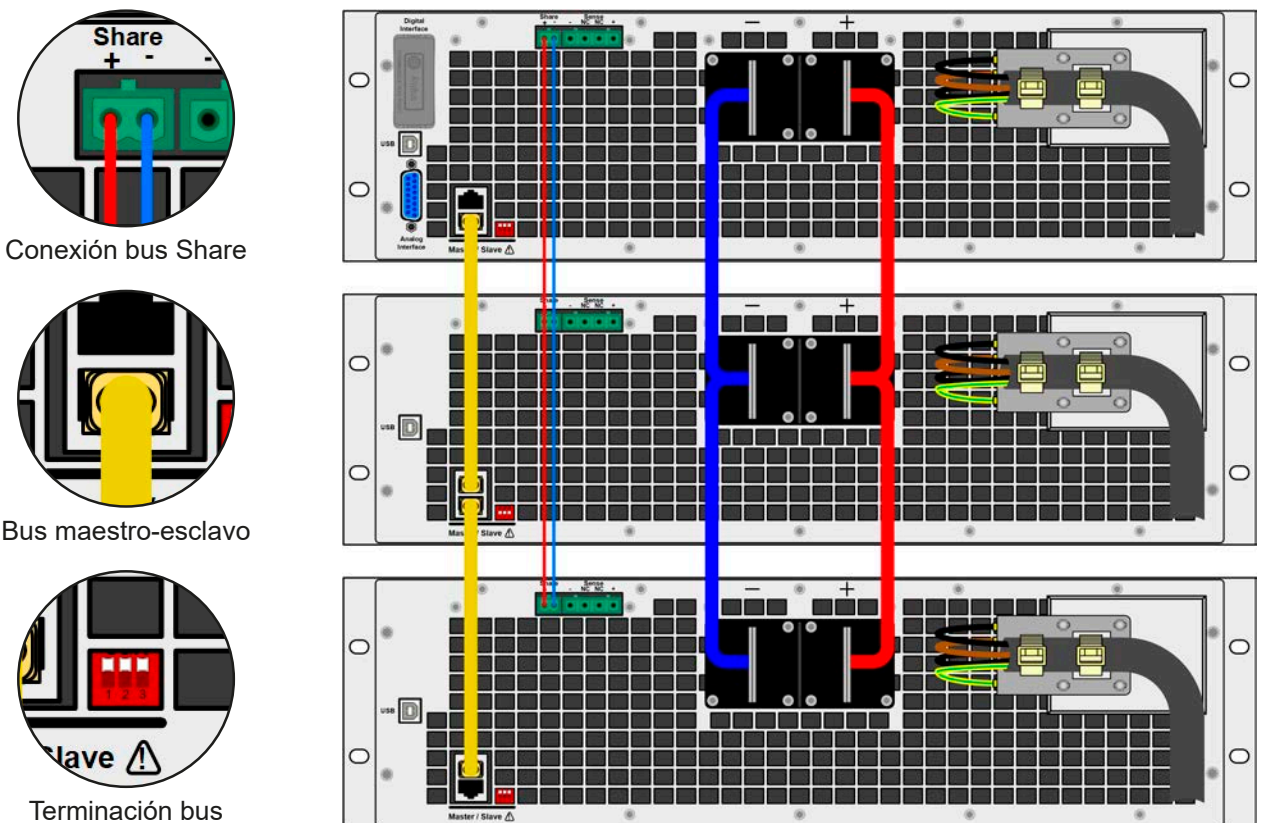 Share
+ - -
Conexión bus Share
Bus maestro-esclavo
1 2 3
Slave ⚠
Terminación bus
Digital
Interface
Share Sense
+ - - NC NC +
− +
USB
Analog
Interface
Master / Slave ⚠
Share Sense
- NC NC +
− +
USB
Master / Slave ⚠
Share Sense
- NC NC +
− +
USB
Master / Slave ⚠